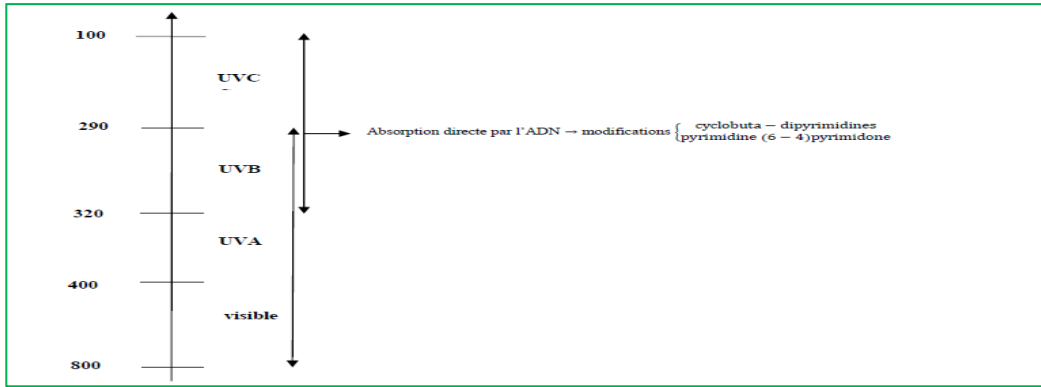 100
UVC
290
Absorption directe par l'ADN → modifications { cyclobuta – dipyrimidines
pyrimidine (6 – 4)pyrimidone
UVB
320
UVA
400
visible
800